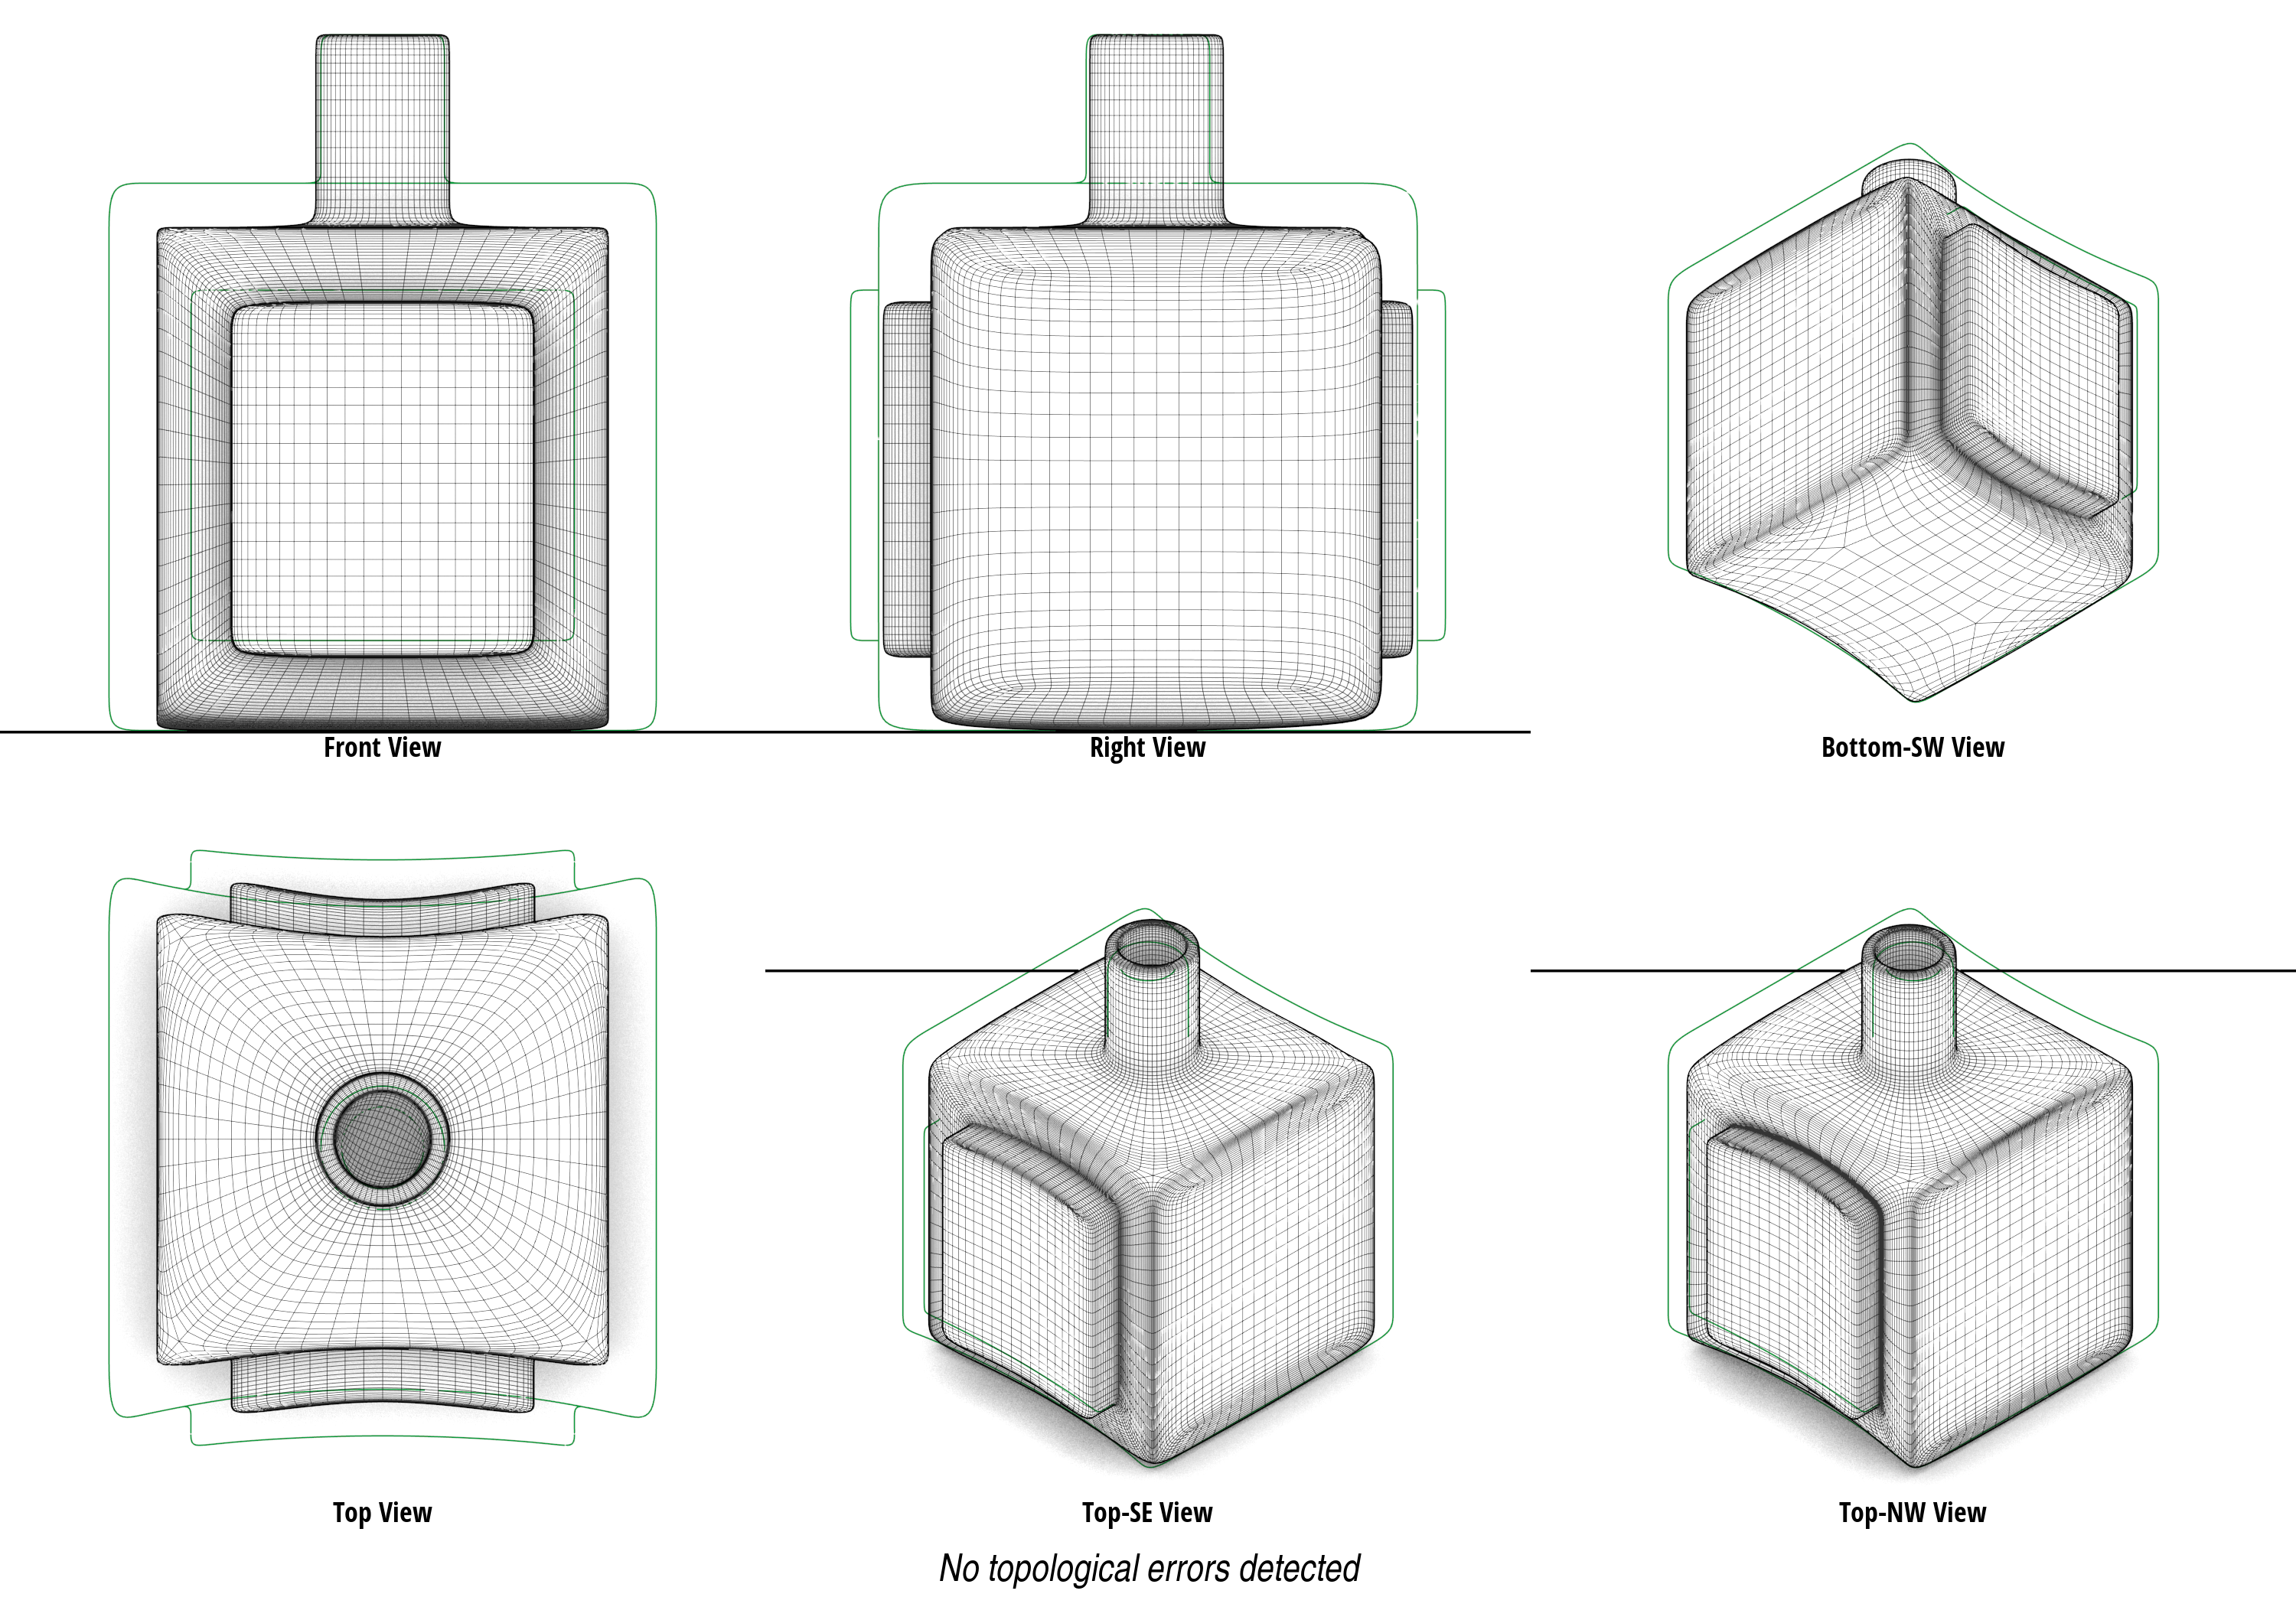 Front View
Right View
Bottom-SW View
Top View
Top-SE View
Top-NW View
No topological errors detected